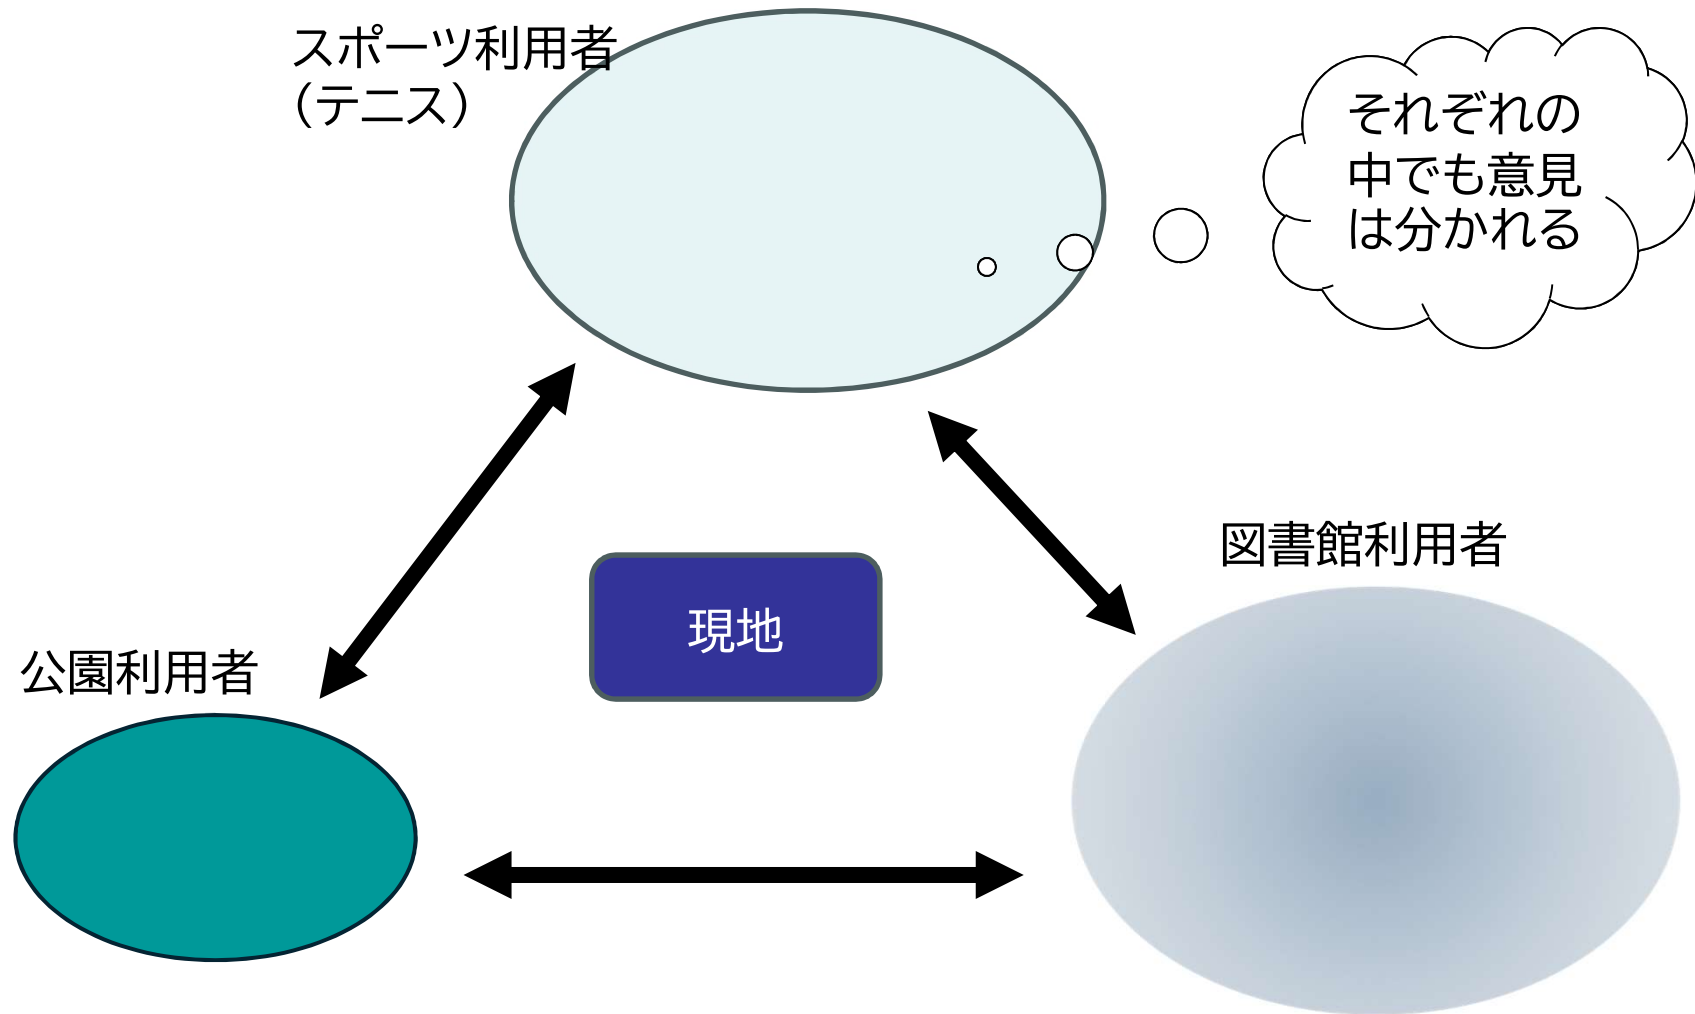 スポーツ利用者
（テニス）
それぞれの
中でも意見
は分かれる
図書館利用者
現地
公園利用者